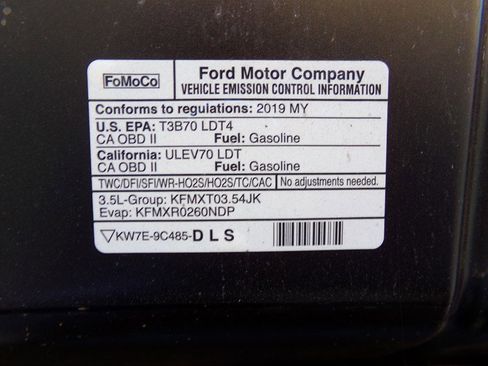 FoMoCo
Ford Motor Company
VEHICLE EMISSION CONTROL INFORMATION
Conforms to regulations: 2019 MY
U.S. EPA: T3B70 LDT4
CA OBD II Fuel: Gasoline
California: ULEV70 LDT
CA OBD II Fuel: Gasoline
TWC/DFI/SFI/WR-HO2S/HO2S/TC/CAC No adjustments needed.
3.5L-Group: KFMXT03.54JK
Evap: KFMXR0260NDP
KW7E-9C485-DLS